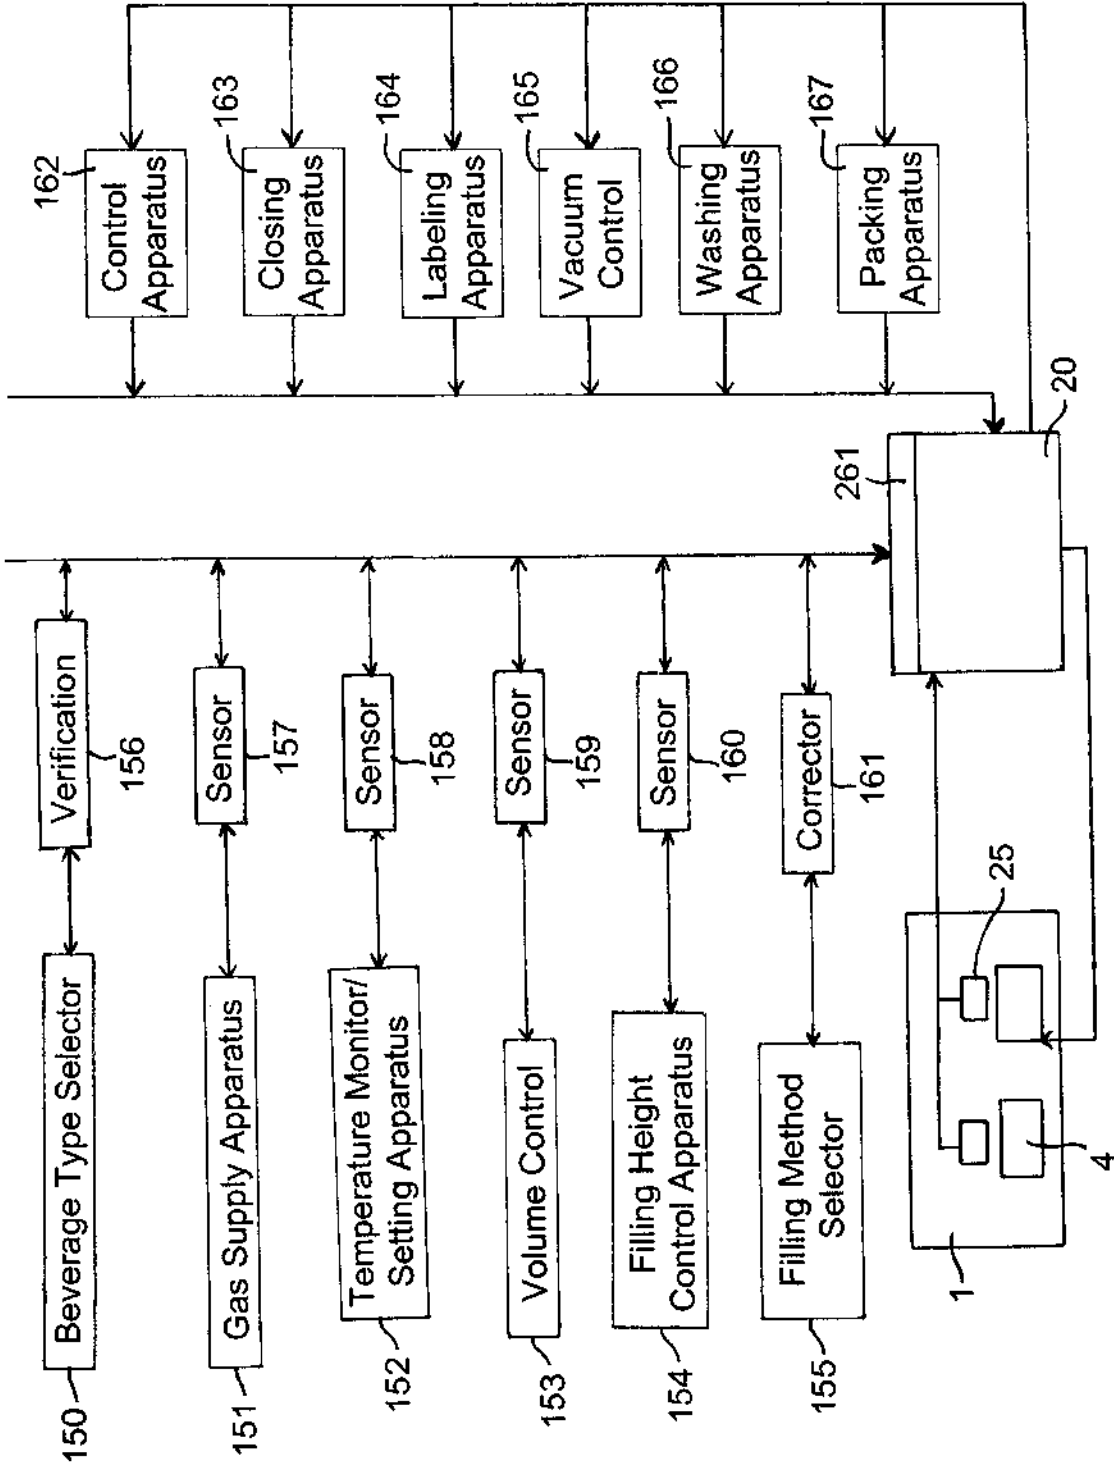 150
Beverage Type Selector
156
Verification
162
Control
Apparatus
151
Gas Supply Apparatus
157
Sensor
163
Closing
Apparatus
152
Temperature Monitor/
Setting Apparatus
158
Sensor
164
Labeling
Apparatus
153
Volume Control
159
Sensor
165
Vacuum
Control
154
Filling Height
Control Apparatus
160
Sensor
166
Washing
Apparatus
155
Filling Method
Selector
161
Corrector
167
Packing
Apparatus
261
20
25
1
4